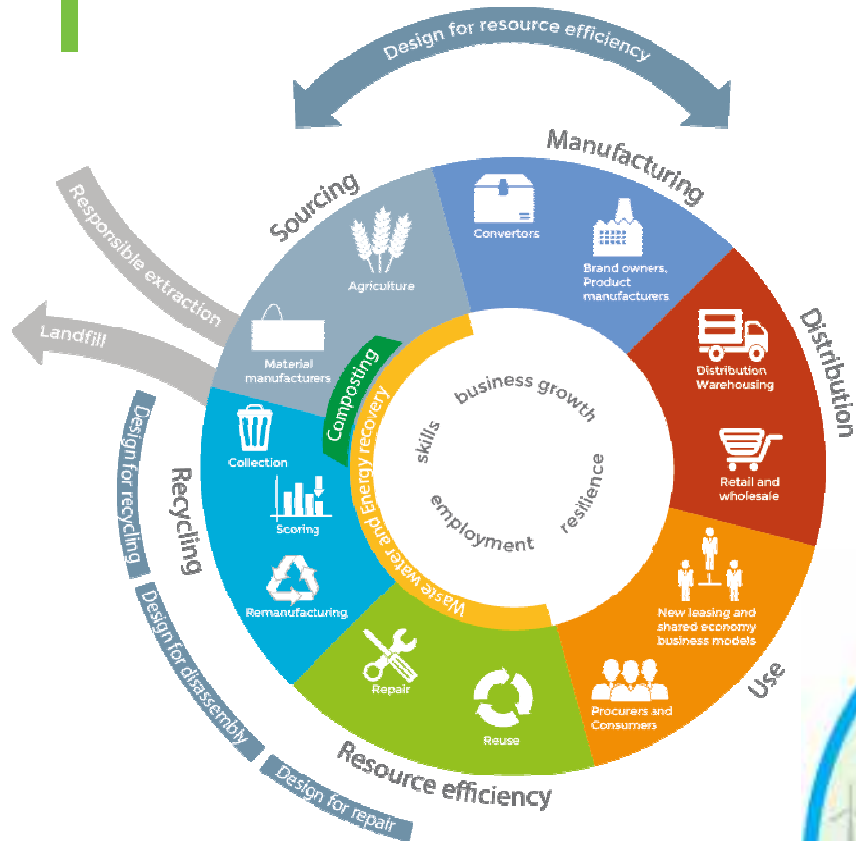 Design for resource efficiency
Manufacturing
Sourcing
Convertors
Brand owners,
Product
manufacturers
Agriculture
Responsible extraction
Landfill
Material
manufacturers
Composting
Distribution
Distribution
Warehousing
Retail and
wholesale
business growth
skills
resilience
employment
Waste water and Energy recovery
Collection
Scoring
Remanufacturing
Recycling
Design for recycling
Design for disassembly
Design for repair
New leasing and
shared economy
business models
Procurers and
Consumers
Use
Repair
Reuse
Resource efficiency